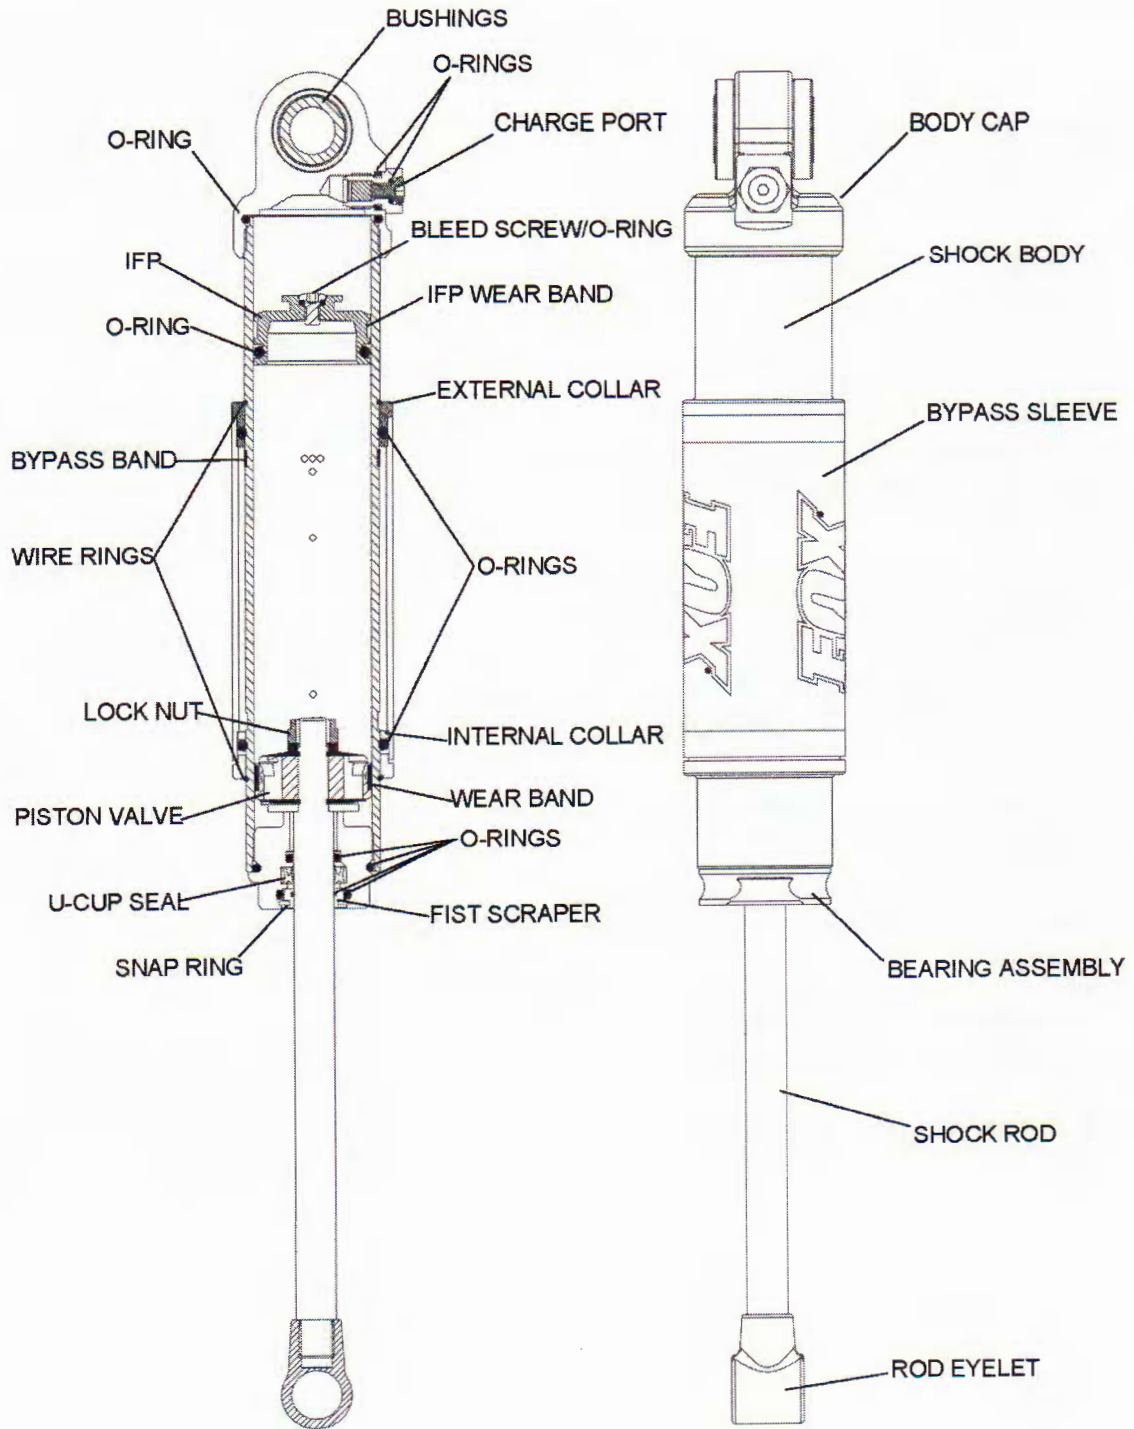 BUSHINGS
O-RINGS
CHARGE PORT
BODY CAP
O-RING
BLEED SCREW/O-RING
SHOCK BODY
IFP
IFP WEAR BAND
O-RING
EXTERNAL COLLAR
BYPASS SLEEVE
BYPASS BAND
WIRE RINGS
O-RINGS
FOX
FOX
LOCK NUT
INTERNAL COLLAR
WEAR BAND
PISTON VALVE
O-RINGS
U-CUP SEAL
FIST SCRAPER
SNAP RING
BEARING ASSEMBLY
SHOCK ROD
ROD EYELET